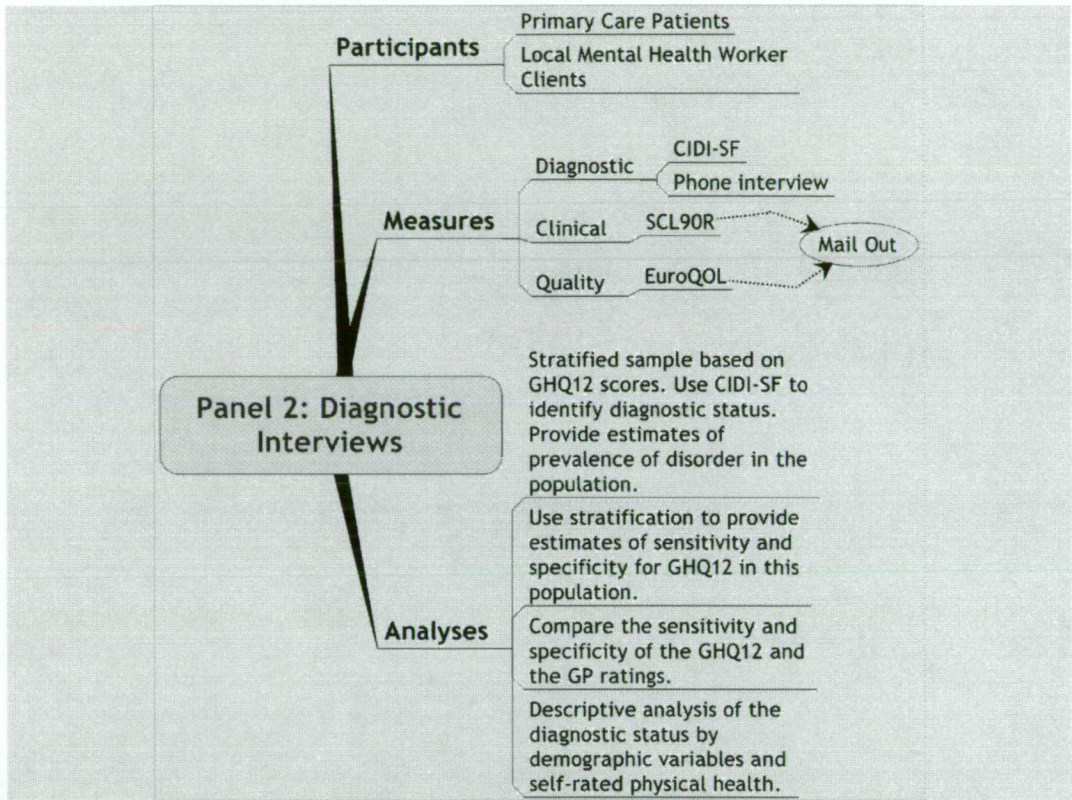 Participants
Primary Care Patients
Local Mental Health Worker
Clients
Measures
Diagnostic
CIDI-SF
Phone interview
Clinical
SCL90R
Quality
EuroQOL
Mail Out
Panel 2: Diagnostic
Interviews
Analyses
Stratified sample based on
GHQ12 scores. Use CIDI-SF to
identify diagnostic status.
Provide estimates of
prevalence of disorder in the
population.
Use stratification to provide
estimates of sensitivity and
specificity for GHQ12 in this
population.
Compare the sensitivity and
specificity of the GHQ12 and
the GP ratings.
Descriptive analysis of the
diagnostic status by
demographic variables and
self-rated physical health.